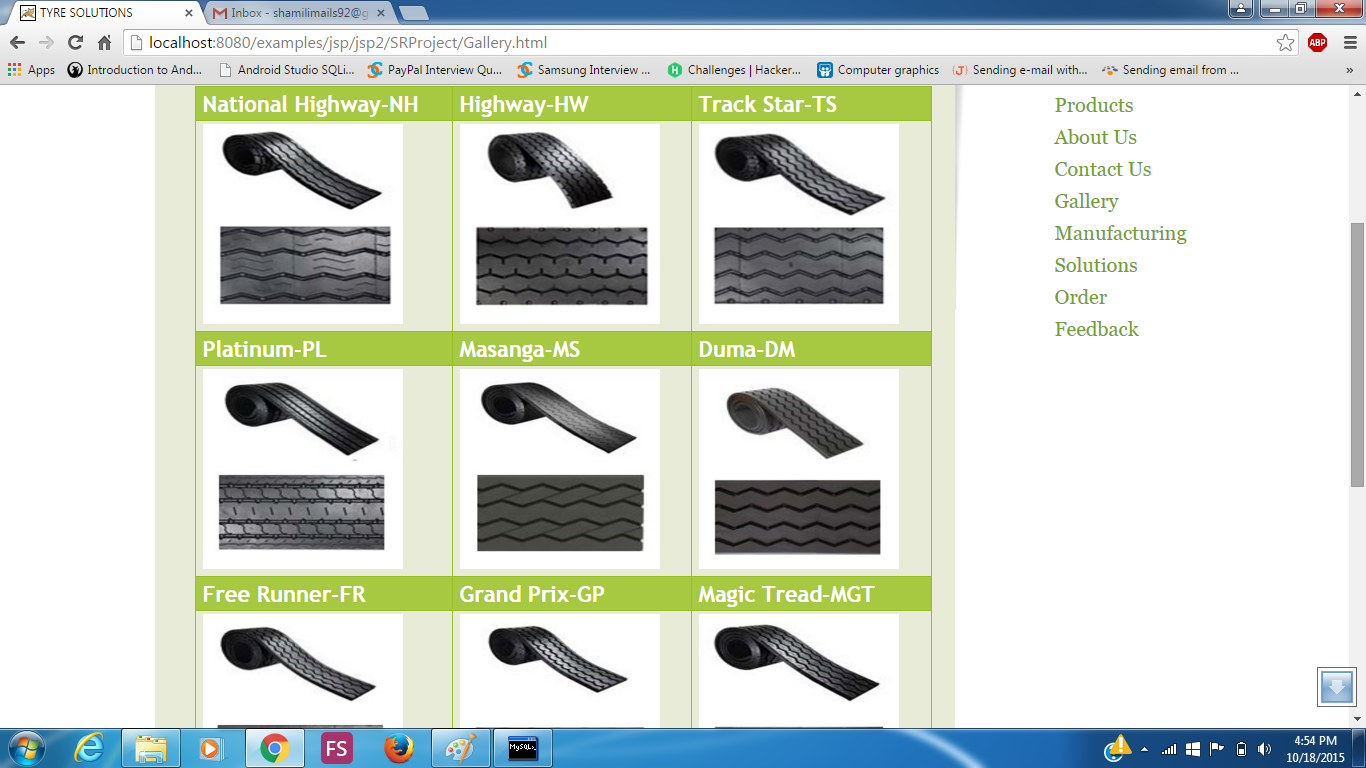 TYRE SOLUTIONS
Inbox - shamilimails92@g
localhost:8080/examples/jsp/jsp2/SRProject/Gallery.html
ABP
Apps
Introduction to And...
Android Studio SQLi...
PayPal Interview Qu...
Samsung Interview ...
Challenges | Hacker...
Computer graphics
Sending e-mail with...
Sending email from ...
»
National Highway-NH
Highway-HW
Track Star-TS
Platinum-PL
Masanga-MS
Duma-DM
Free Runner-FR
Grand Prix-GP
Magic Tread-MGT
Products
About Us
Contact Us
Gallery
Manufacturing
Solutions
Order
Feedback
FS
MySQL
4:54 PM
10/18/2015